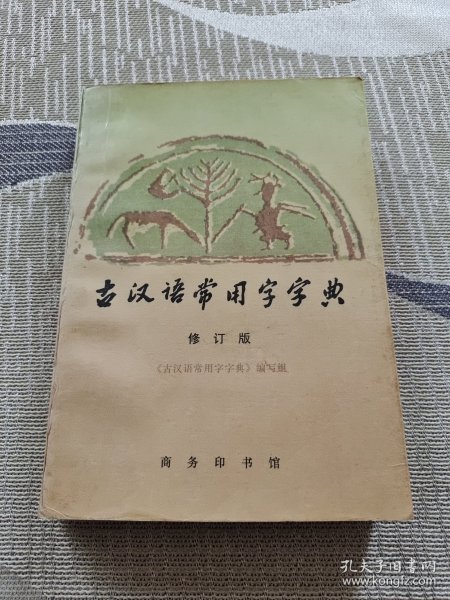 古汉语常用字字典
修订版
《古汉语常用字字典》编写组
商务印书馆
孔夫子旧书网
www.kongfz.com